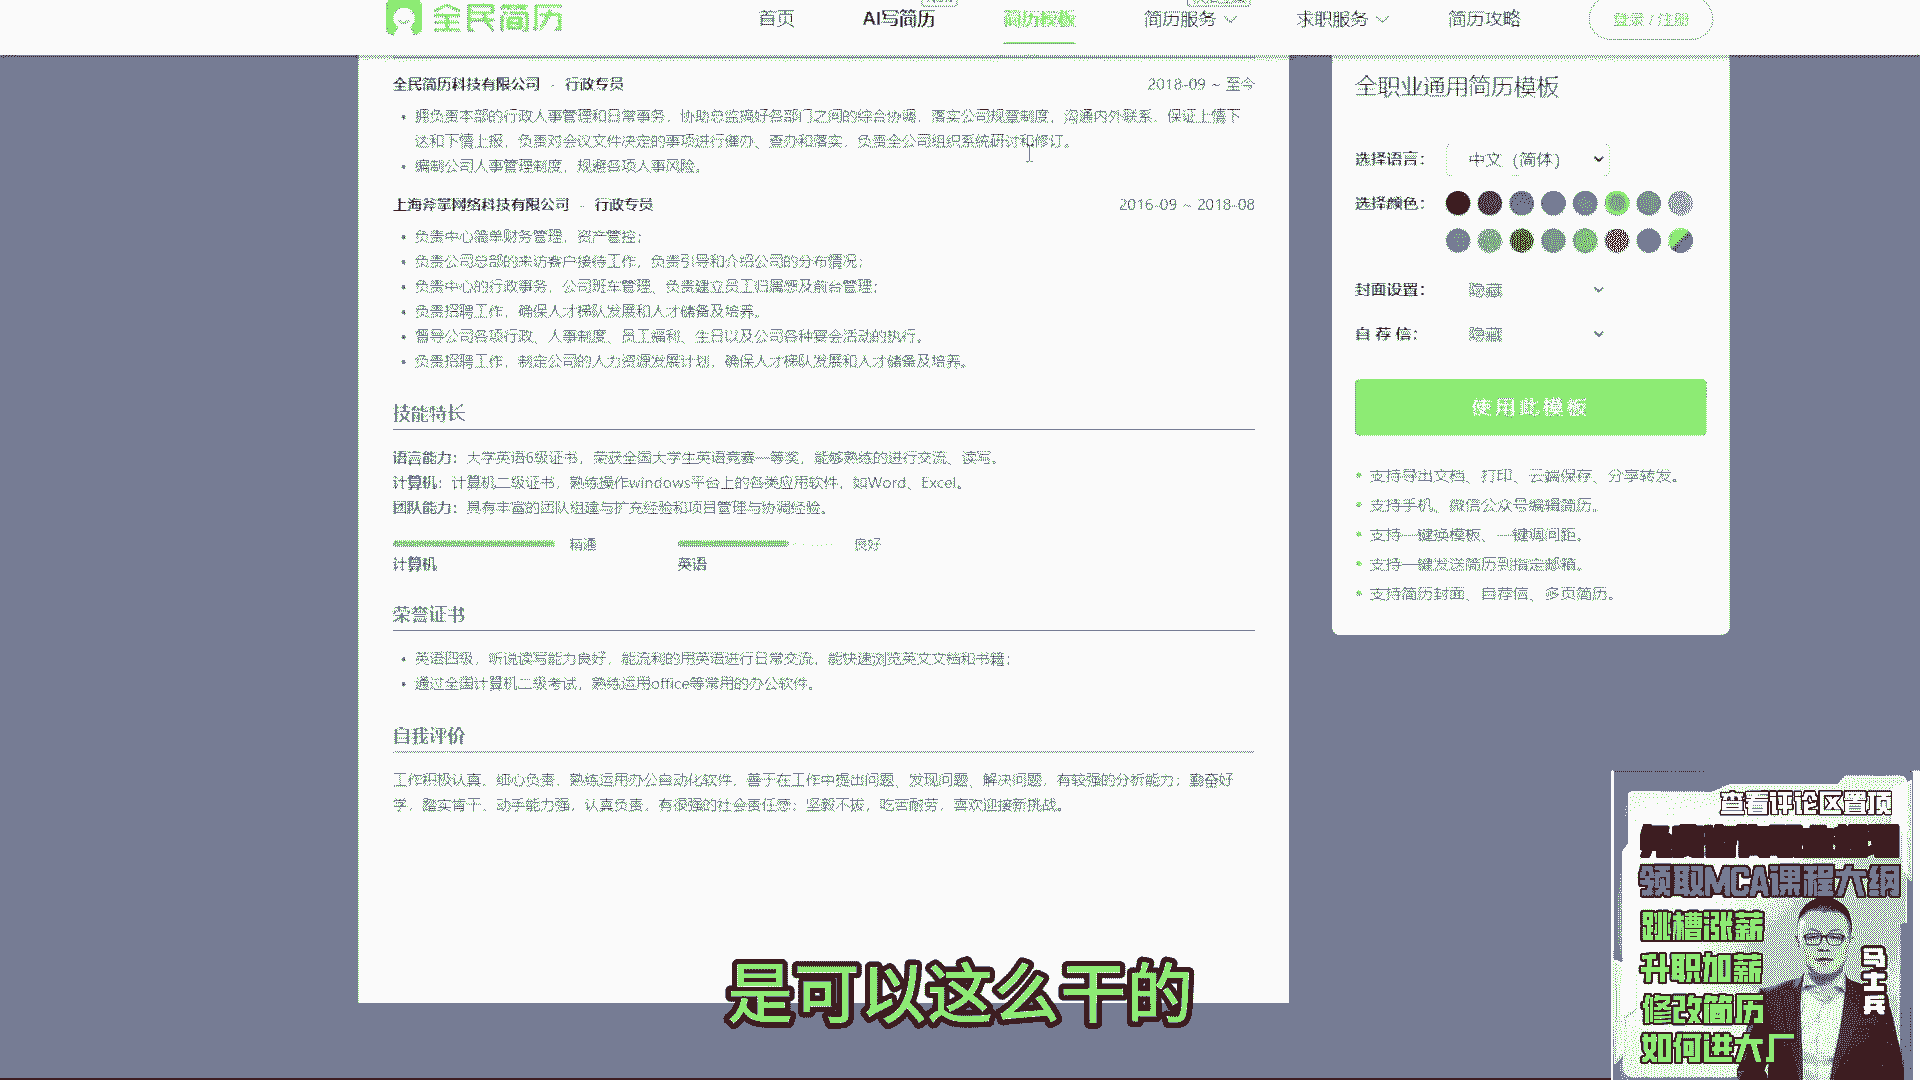 全民简历
首页
AI写简历
简历模板
简历服务
求职服务
简历攻略
登录 / 注册
全民简历科技有限公司 - 行政专员
2018-09 ~ 至今
拥负责本部的行政人事管理和日常事务，协助总监搞好各部门之间的综合协调，落实公司规章制度，沟通内外联系，保证上情下
达和下情上报，负责对会议文件决定的事项进行催办、查办和落实，负责全公司组织系统研讨和修订。
编制公司人事管理制度，规避各项人事风险。
上海斧掌网络科技有限公司 - 行政专员
2016-09 ~ 2018-08
负责中心简单财务管理，资产管控；
负责公司总部的来访客户接待工作，负责引导和介绍公司的分布情况；
负责中心的行政事务，公司班车管理、负责建立员工归属感及前台管理；
负责招聘工作，确保人才梯队发展和人才储备及培养。
督导公司各项行政、人事制度、员工福利、生日以及公司各种宴会活动的执行。
负责招聘工作，制定公司的人力资源发展计划，确保人才梯队发展和人才储备及培养。
技能特长
语言能力：大学英语6级证书，荣获全国大学生英语竞赛一等奖，能够熟练的进行交流、读写。
计算机：计算机二级证书，熟练操作windows平台上的各类应用软件，如Word、Excel。
团队能力：具有丰富的团队组建与扩充经验和项目管理与协调经验。
精通
良好
计算机
英语
荣誉证书
英语四级，听说读写能力良好，能流利的用英语进行日常交流，能快速浏览英文文档和书籍；
通过全国计算机二级考试，熟练运用office等常用的办公软件。
自我评价
工作积极认真，细心负责，熟练运用办公自动化软件，善于在工作中提出问题、发现问题、解决问题，有较强的分析能力；勤奋好
学，踏实肯干，动手能力强，认真负责，有很强的社会责任感；坚毅不拔，吃苦耐劳，喜欢迎接新挑战。
全职业通用简历模板
选择语言：
中文（简体）
选择颜色：
封面设置：
隐藏
自 荐 信：
隐藏
使用此模板
支持导出文档、打印、云端保存、分享转发。
支持手机、微信公众号编辑简历。
支持一键换模板、一键调间距。
支持一键发送简历到指定邮箱。
支持简历封面、自荐信、多页简历。
查看评论区置顶
领取MCA课程大纲
跳槽涨薪
升职加薪
修改简历
如何进大厂
马士兵
是可以这么干的